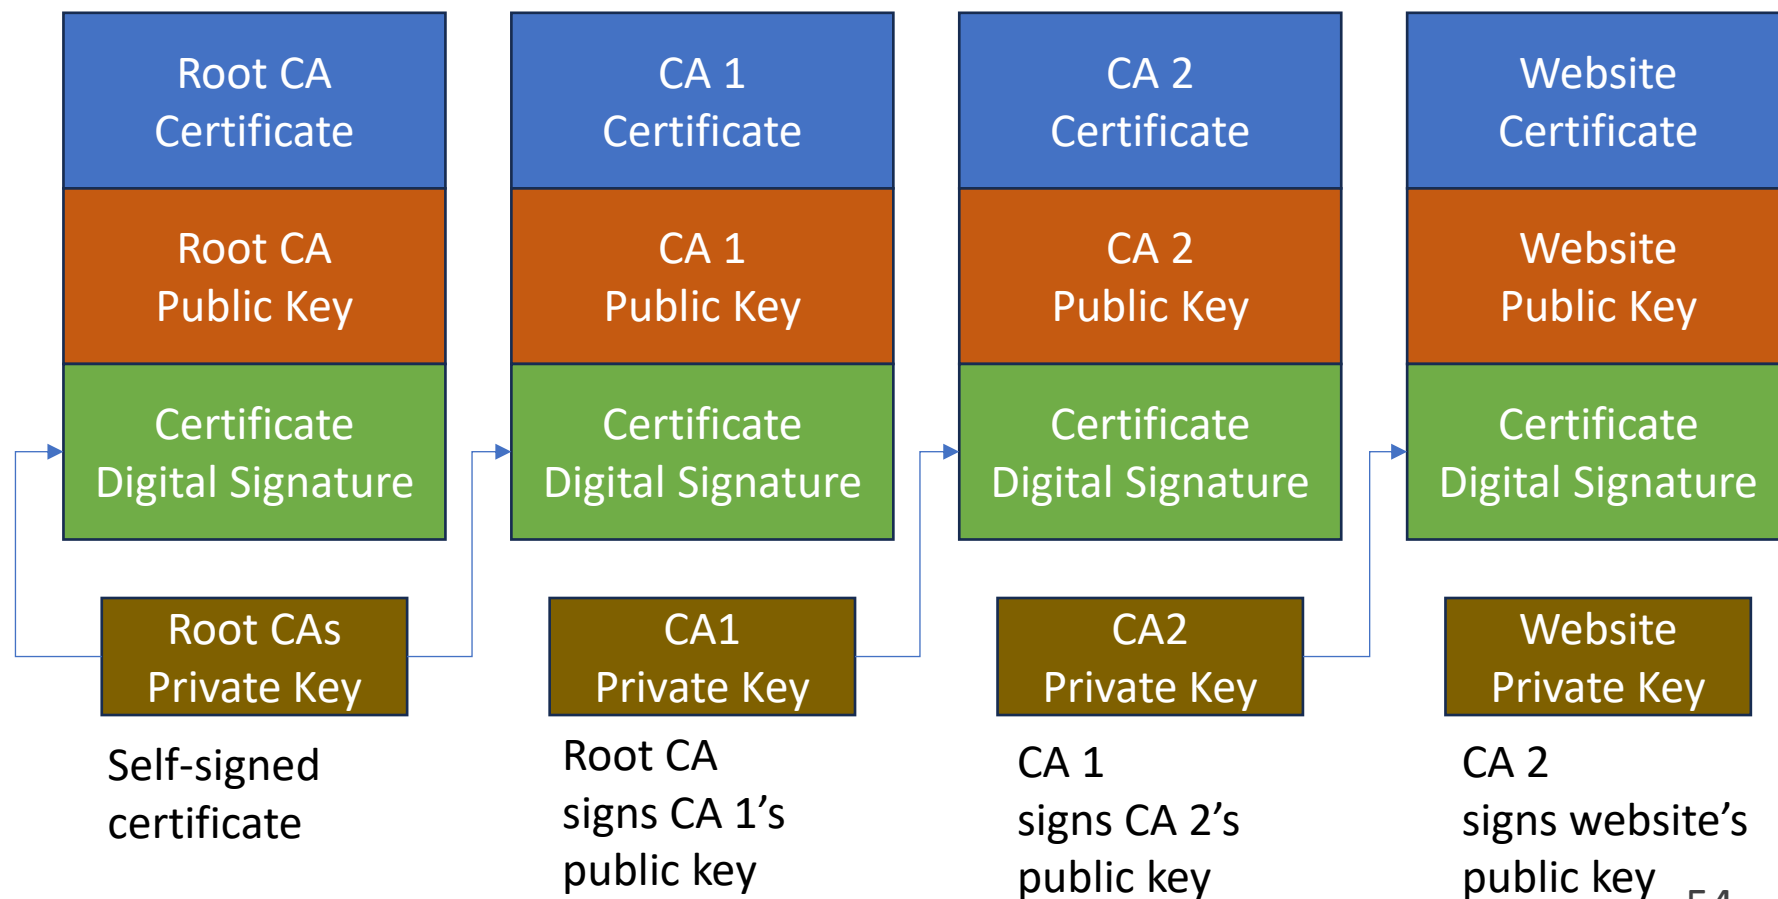 Root CA
Certificate
Root CA
Public Key
Certificate
Digital Signature
Root CAs
Private Key
Self-signed
certificate
CA 1
Certificate
CA 1
Public Key
Certificate
Digital Signature
CA1
Private Key
Root CA
signs CA 1’s
public key
CA 2
Certificate
CA 2
Public Key
Certificate
Digital Signature
CA2
Private Key
CA 1
signs CA 2’s
public key
Website
Certificate
Website
Public Key
Certificate
Digital Signature
Website
Private Key
CA 2
signs website’s
public key
54